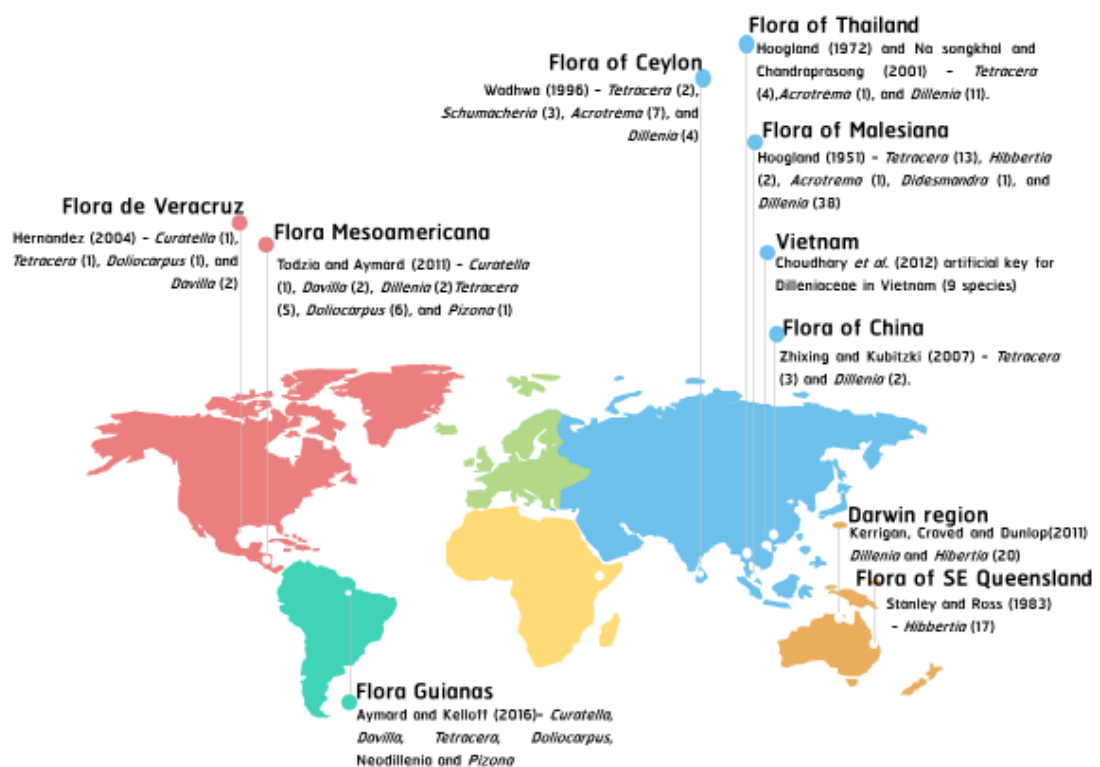 Flora of Thailand
Hoogland (1972) and Na songkhal and
Chandraprasong (2001) - Tetracera
(4),Acrotrema (1), and Dillenia (11).
Flora of Ceylon
Wadhwa (1996) - Tetracera (2),
Schumacheria (3), Acrotrema (7), and
Dillenia (4)
Flora of Malesiana
Hoogland (1951) - Tetracera (13), Hibbertia
(2), Acrotrema (1), Didesmandra (1), and
Dillenia (38)
Flora de Veracruz
Hernandez (2004) - Curatella (1),
Tetracera (1), Doliocarpus (1), and
Davilla (2)
Flora Mesoamericana
Todzia and Aymard (2011) - Curatella
(1), Davilla (2), Dillenia (2)Tetracera
(5), Doliocarpus (6), and Pizona (1)
Vietnam
Choudhary et al. (2012) artificial key for
Dilleniaceae in Vietnam (9 species)
Flora of China
Zhixing and Kubitzki (2007) - Tetracera
(3) and Dillenia (2).
Darwin region
Kerrigan, Craved and Dunlop(2011)
Dillenia and Hibertia (20)
Flora of SE Queensland
Stanley and Ross (1983)
- Hibbertia (17)
Flora Guianas
Aymard and Kelloff (2016)- Curatella,
Davilla, Tetracera, Doliocarpus,
Neodillenia and Pizona